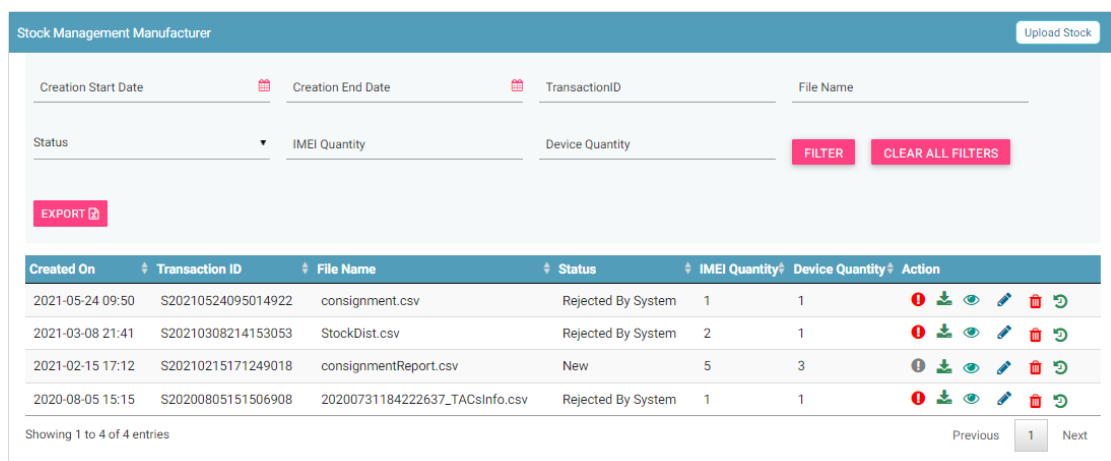 Stock Management Manufacturer Upload Stock
Creation Start Date Creation End Date TransactionID File Name
Status IMEI Quantity Device Quantity FILTER CLEAR ALL FILTERS
EXPORT
Created On Transaction ID File Name Status IMEI Quantity Device Quantity Action
2021-05-24 09:50 S20210524095014922 consignment.csv Rejected By System 1 1
2021-03-08 21:41 S20210308214153053 StockDist.csv Rejected By System 2 1
2021-02-15 17:12 S20210215171249018 consignmentReport.csv New 5 3
2020-08-05 15:15 S20200805151506908 20200731184222637_TACsInfo.csv Rejected By System 1 1
Showing 1 to 4 of 4 entries Previous 1 Next